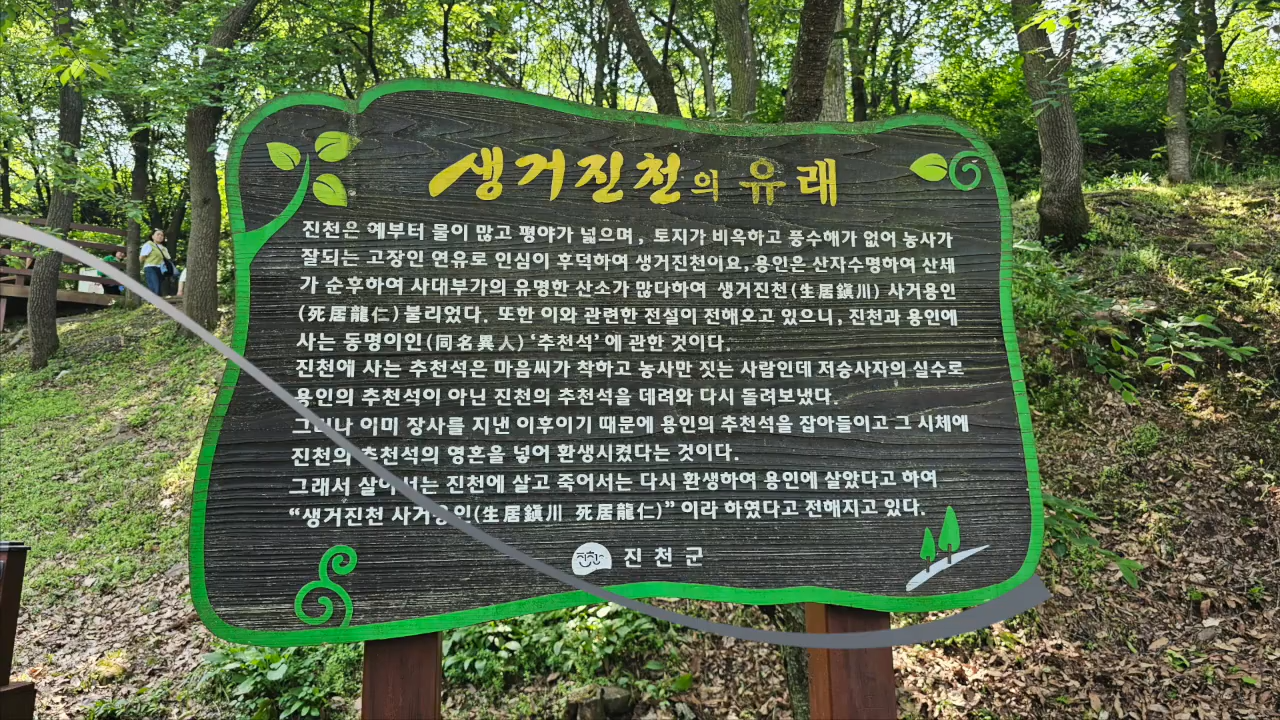 생거진천의 유래
진천은 예부터 물이 많고 평야가 넓으며, 토지가 비옥하고 풍수해가 없어 농사가
잘되는 고장인 연유로 인심이 후덕하여 생거진천이요, 용인은 산자수명하여 산세
가 순후하여 사대부가의 유명한 산소가 많다하여 생거진천(生居鎭川) 사거용인
(死居龍仁)불리었다. 또한 이와 관련한 전설이 전해오고 있으니, 진천과 용인에
사는 동명이인(同名異人) '추천석'에 관한 것이다.
진천에 사는 추천석은 마음씨가 착하고 농사만 짓는 사람인데 저승사자의 실수로
용인의 추천석이 아닌 진천의 추천석을 데려와 다시 돌려보냈다.
이미 장사를 지낸 이후이기 때문에 용인의 추천석을 잡아들이고 그 시체에
진천의 추천석의 영혼을 넣어 환생시켰다는 것이다.
그래서 진천에 살고 죽어서는 다시 환생하여 용인에 살았다고 하여
"생거진천 (生居鎭川 死居龍仁)" 이라 하였다고 전해지고 있다.
진천군